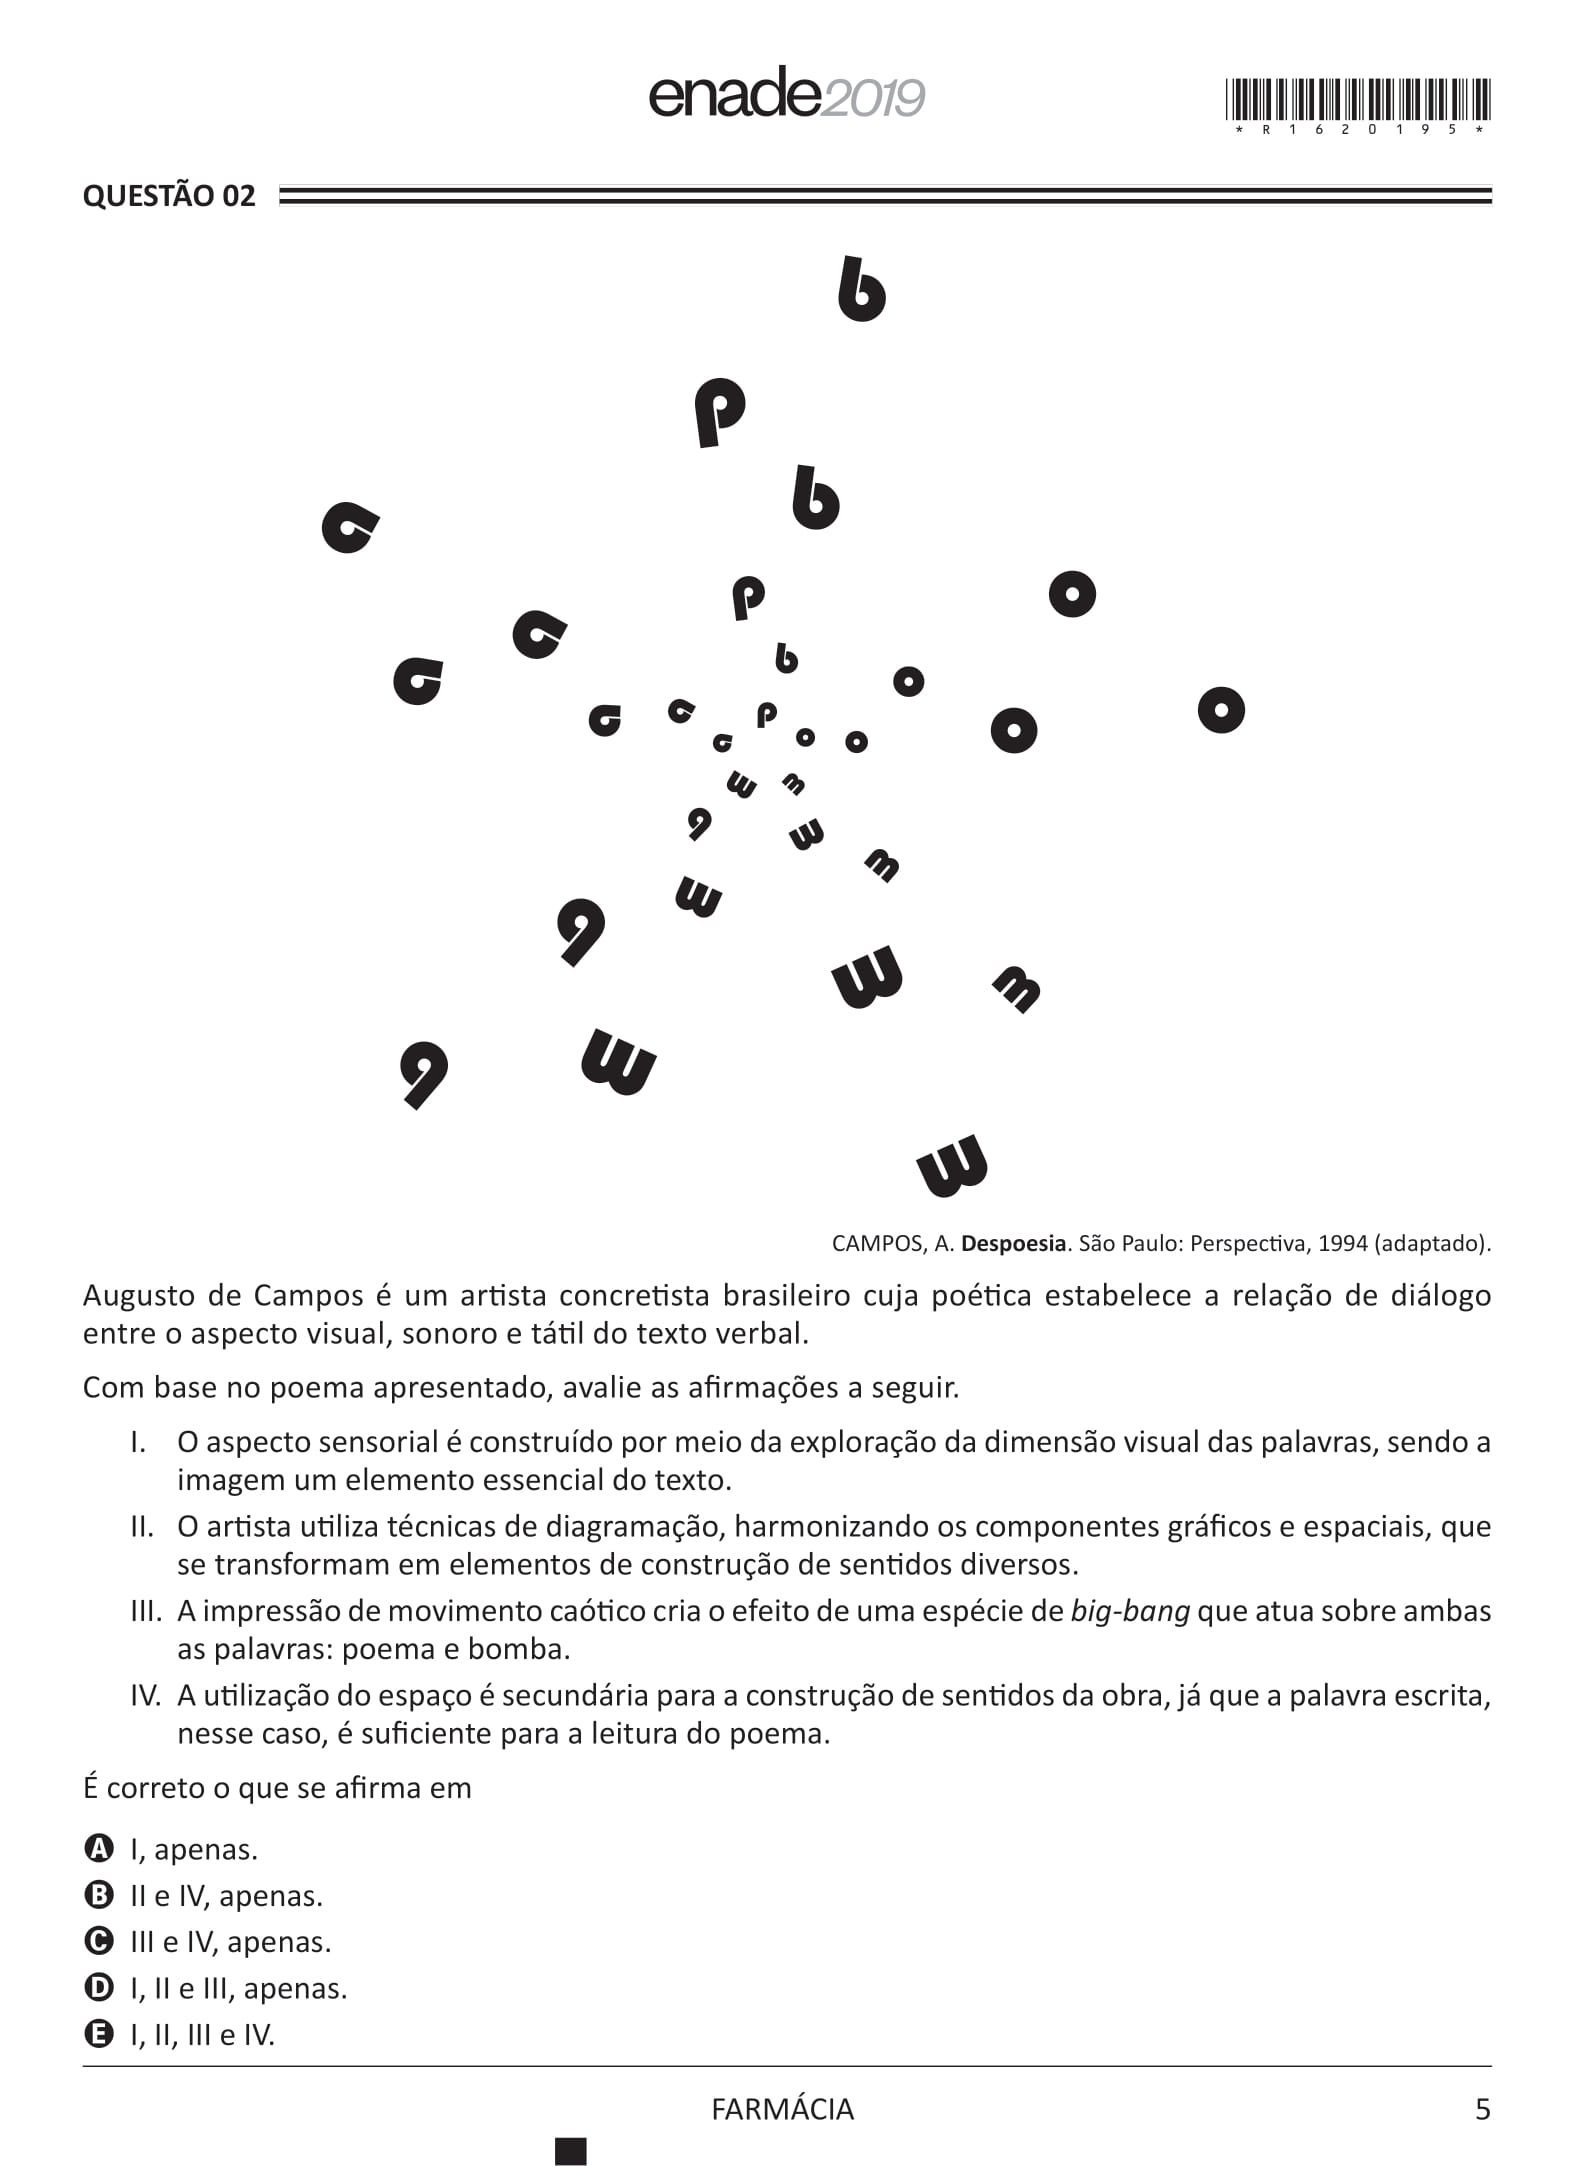 enade2019
* R 1 6 2 0 1 9 5 *
QUESTÃO 02
b
p
b
a
p
o
a
b
a
o
o
a
a
p
o
o
a
o
m
m
b
m
m
m
b
m
m
m
b
m
CAMPOS, A. Despoesia. São Paulo: Perspectiva, 1994 (adaptado).
Augusto de Campos é um artista concretista brasileiro cuja poética estabelece a relação de diálogo
entre o aspecto visual, sonoro e tátil do texto verbal.
Com base no poema apresentado, avalie as afirmações a seguir.
I. O aspecto sensorial é construído por meio da exploração da dimensão visual das palavras, sendo a
imagem um elemento essencial do texto.
II. O artista utiliza técnicas de diagramação, harmonizando os componentes gráficos e espaciais, que
se transformam em elementos de construção de sentidos diversos.
III. A impressão de movimento caótico cria o efeito de uma espécie de big-bang que atua sobre ambas
as palavras: poema e bomba.
IV. A utilização do espaço é secundária para a construção de sentidos da obra, já que a palavra escrita,
nesse caso, é suficiente para a leitura do poema.
É correto o que se afirma em
A I, apenas.
B II e IV, apenas.
C III e IV, apenas.
D I, II e III, apenas.
E I, II, III e IV.
FARMÁCIA
5